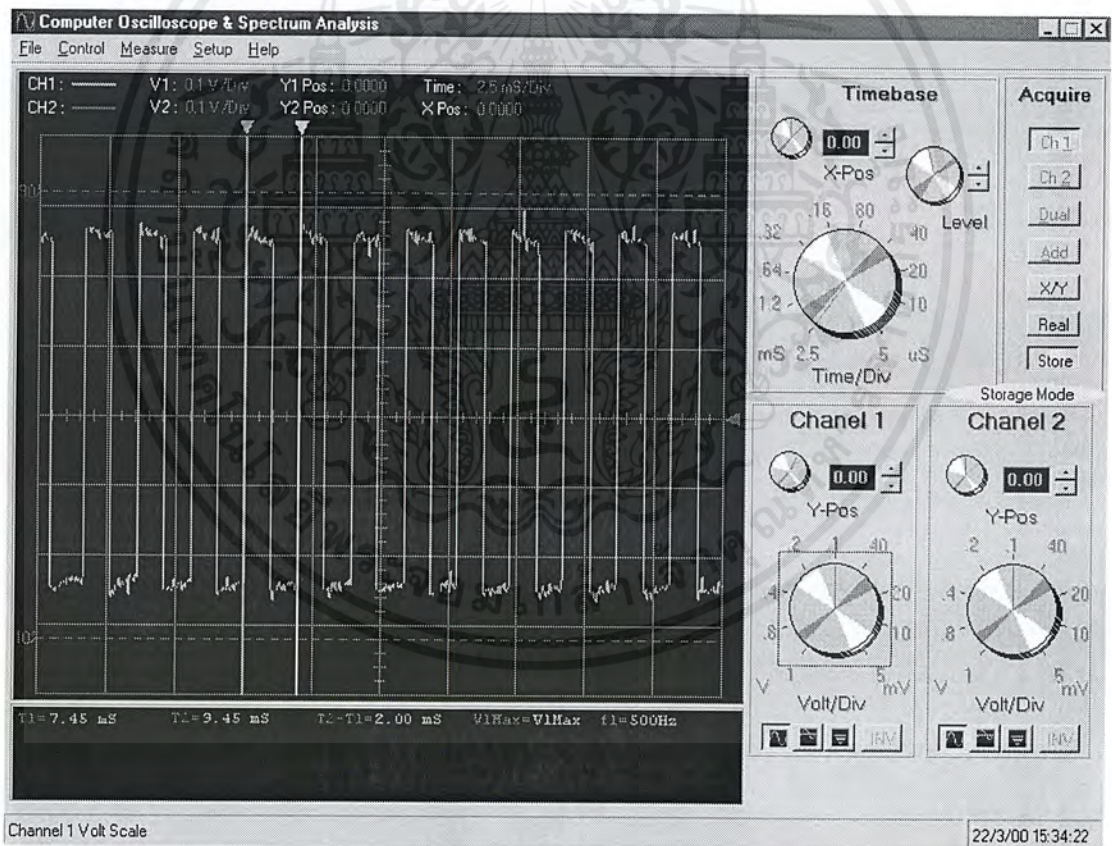 Computer Oscilloscope & Spectrum Analysis
File Control Measure Setup Help
CH1: V1: 0.1 V/Div Y1 Pos: 0.0000 Time: 2.5 mS/Div
CH2: V2: 0.1 V/Div Y2 Pos: 0.0000 X Pos: 0.0000
90%
10%
T1=7.45 mS T2=9.45 mS T2-T1=2.00 mS V1Max=V1Max f1=500Hz
Timebase
0.00
X-Pos
Level
.16 80
.32 40
.64 20
1.2 10
mS 2.5 5 uS
Time/Div
Acquire
Ch 1
Ch 2
Dual
Add
X/Y
Real
Store
Storage Mode
Chanel 1
0.00
Y-Pos
.2 .1 40
.4 20
.8 10
V 1 5 mV
Volt/Div
INV
Chanel 2
0.00
Y-Pos
.2 .1 40
.4 20
.8 10
V 1 5 mV
Volt/Div
INV
Channel 1 Volt Scale
22/3/00 15:34:22